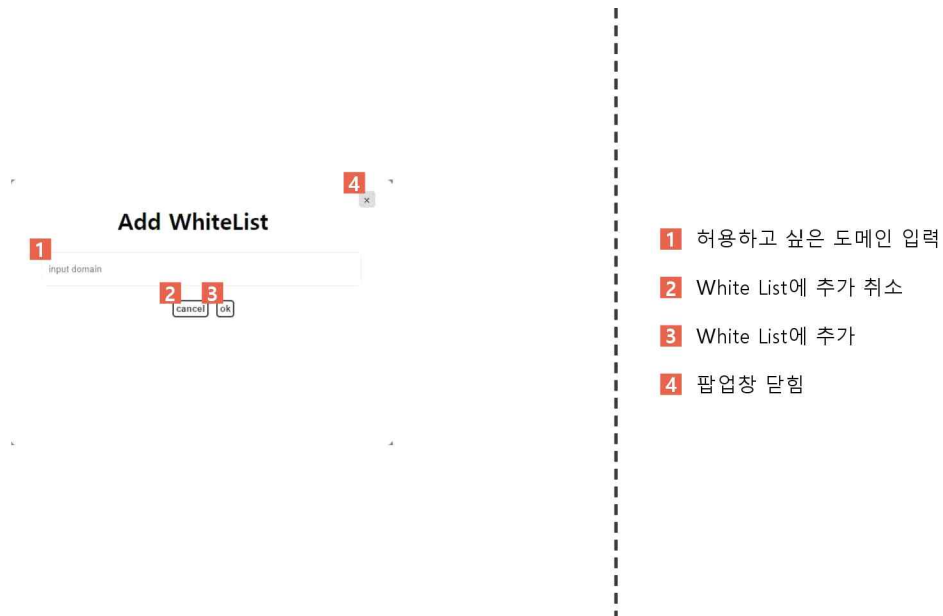 4
×
Add WhiteList
1
input domain
2 3
cancel ok
1 허용하고 싶은 도메인 입력
2 White List에 추가 취소
3 White List에 추가
4 팝업창 닫힘